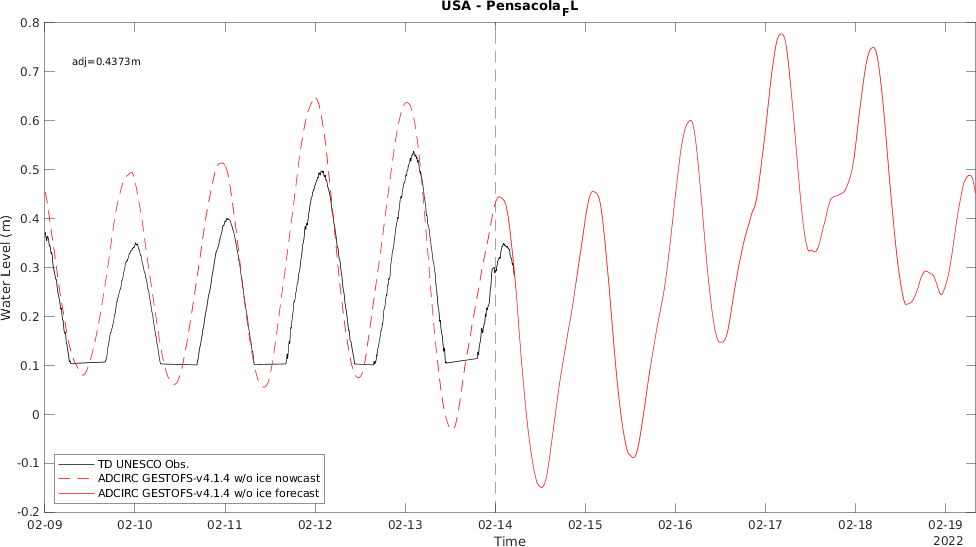 USA - Pensacola_FL
adj=0.4373m
0.8
0.7
0.6
0.5
0.4
0.3
0.2
0.1
0
-0.1
-0.2
Water Level (m)
TD UNESCO Obs.
ADCIRC GESTOFS-v4.1.4 w/o ice nowcast
ADCIRC GESTOFS-v4.1.4 w/o ice forecast
02-09 02-10 02-11 02-12 02-13 02-14 02-15 02-16 02-17 02-18 02-19
Time
2022